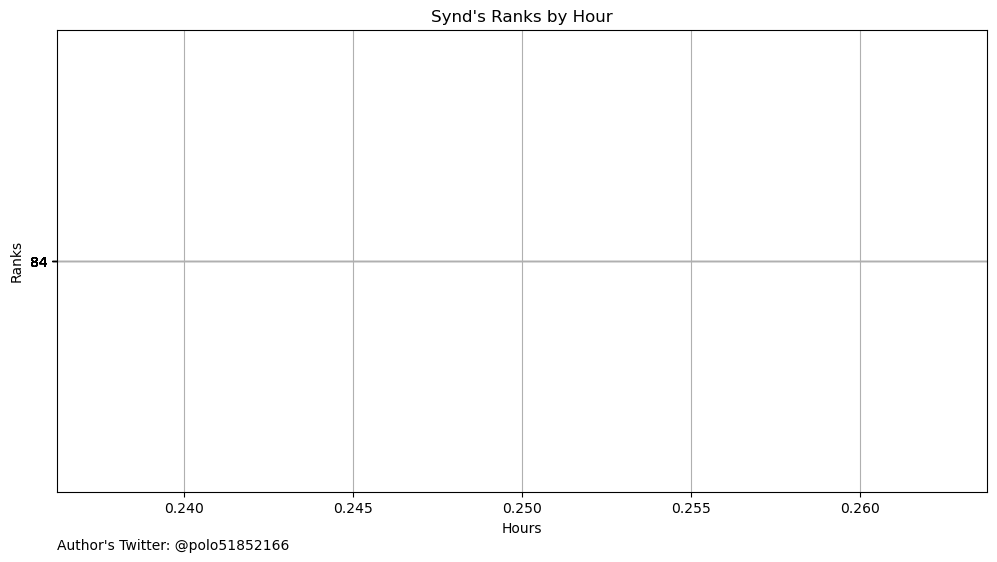 Synd's Ranks by Hour
Ranks
84
0.240 0.245 0.250 0.255 0.260
Hours
Author's Twitter: @polo51852166